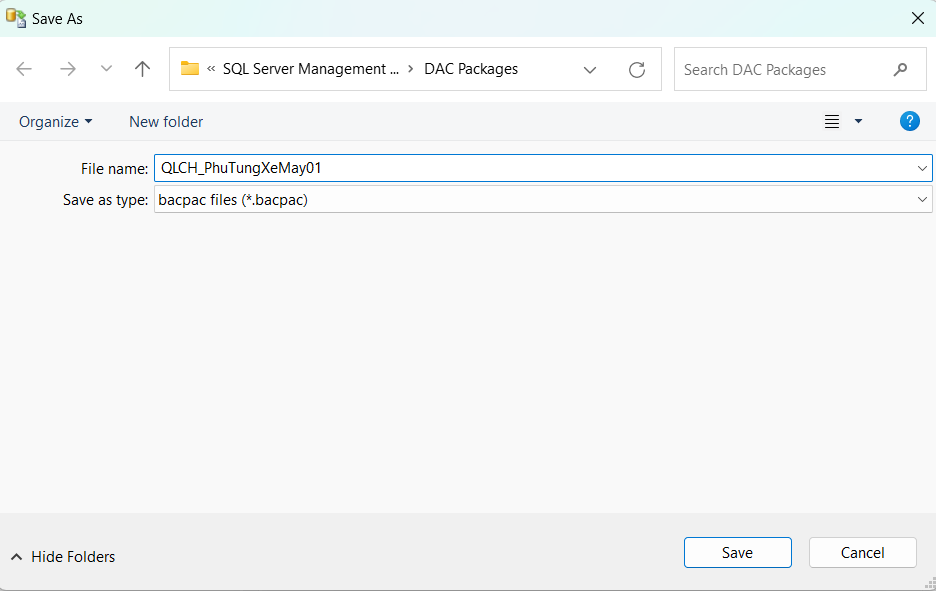 Save As
« SQL Server Management ... › DAC Packages
Search DAC Packages
Organize
New folder
?
File name: QLCH_PhuTungXeMay01
Save as type: bacpac files (*.bacpac)
Hide Folders
Save
Cancel